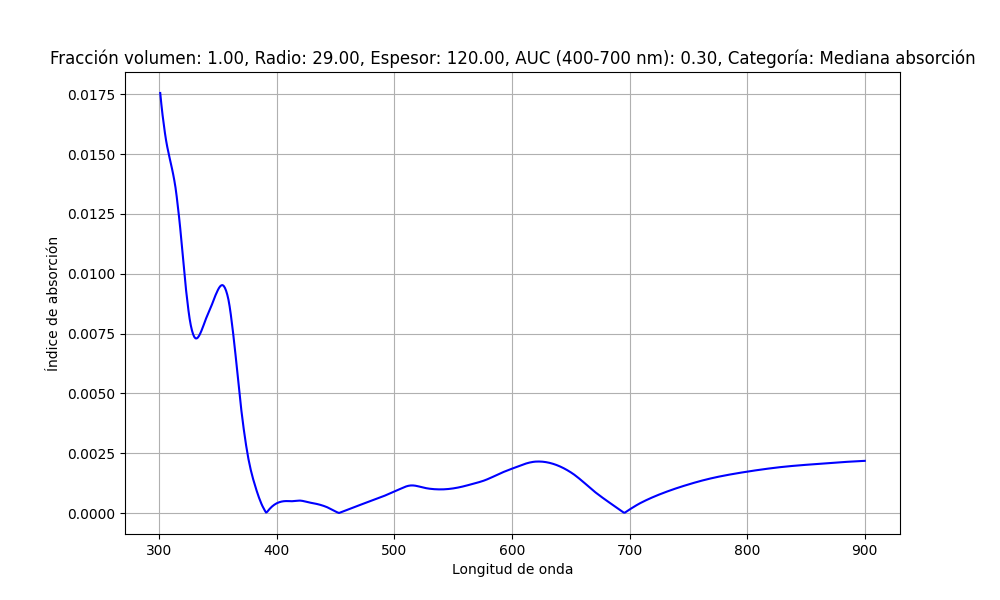 Fracción volumen: 1.00, Radio: 29.00, Espesor: 120.00, AUC (400-700 nm): 0.30, Categoría: Mediana absorción
0.0175
0.0150
0.0125
0.0100
0.0075
0.0050
0.0025
0.0000
Índice de absorción
300 400 500 600 700 800 900
Longitud de onda